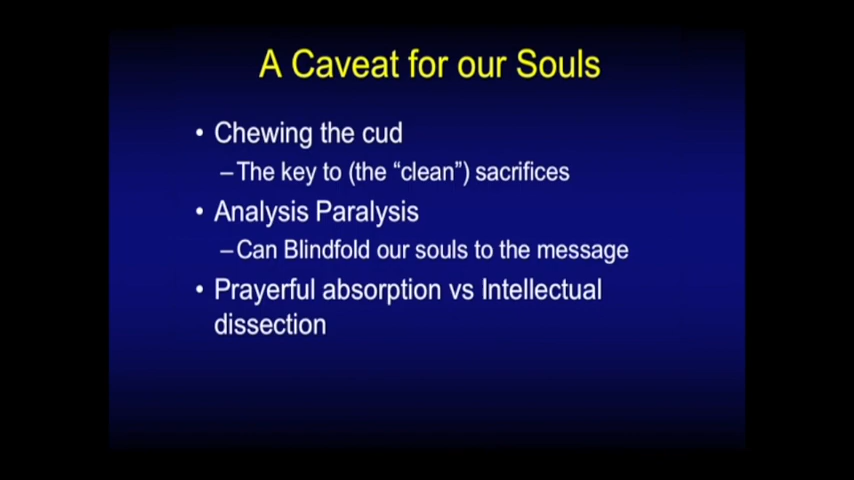 A Caveat for our Souls
• Chewing the cud
–The key to (the “clean”) sacrifices
• Analysis Paralysis
–Can Blindfold our souls to the message
• Prayerful absorption vs Intellectual
dissection